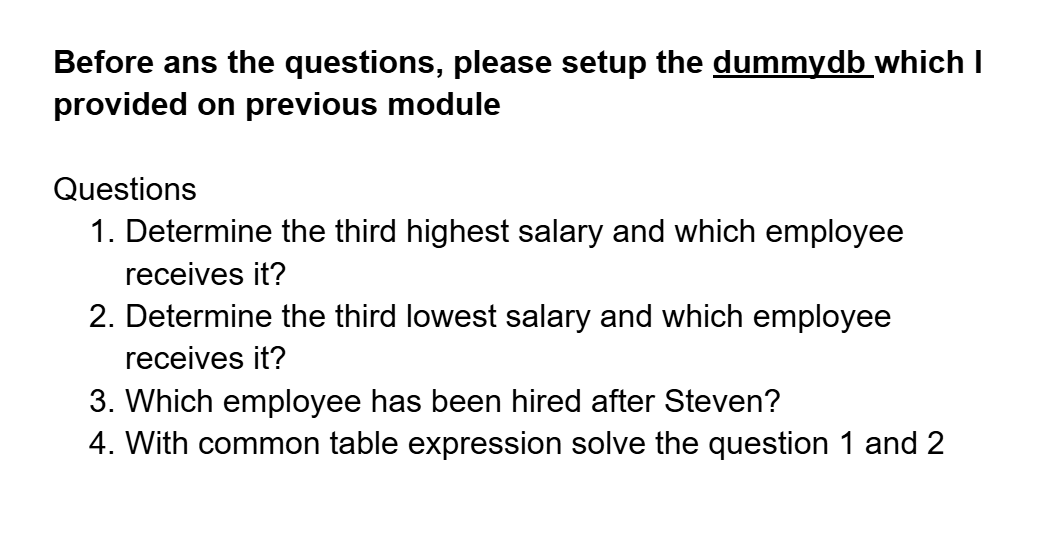 Before ans the questions, please setup the dummydb which I
provided on previous module
Questions
1. Determine the third highest salary and which employee
receives it?
2. Determine the third lowest salary and which employee
receives it?
3. Which employee has been hired after Steven?
4. With common table expression solve the question 1 and 2